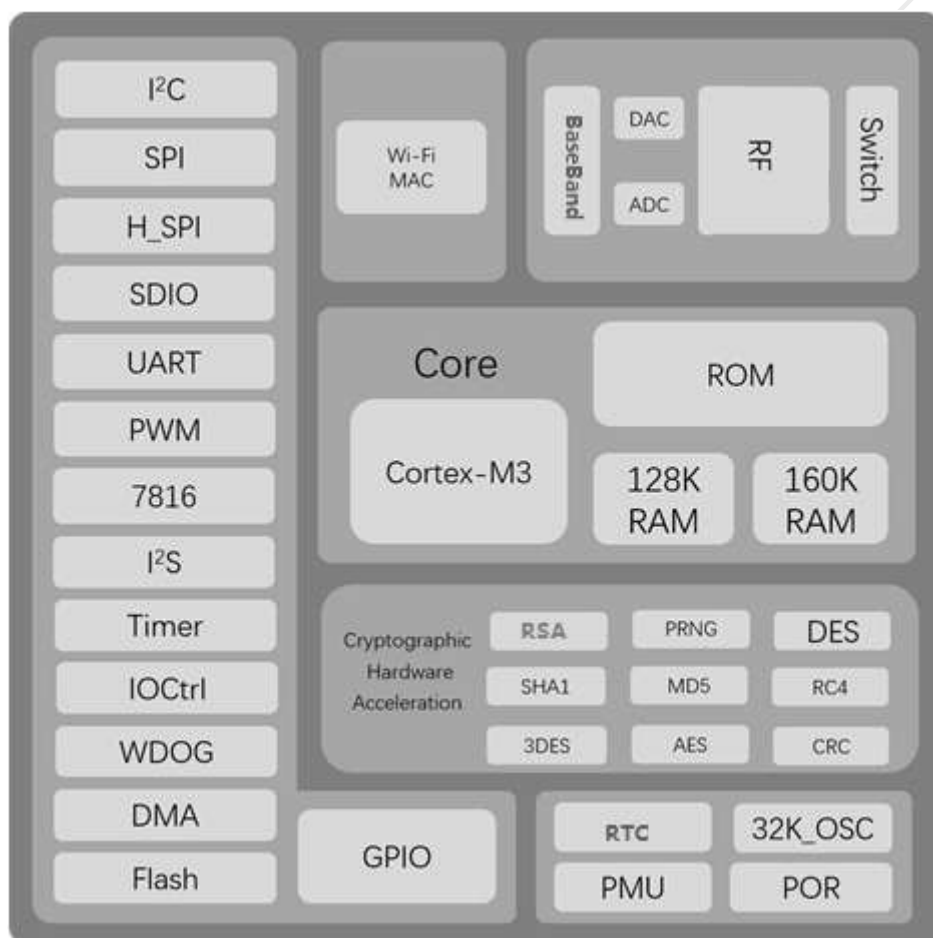 I²C
SPI
H_SPI
SDIO
UART
PWM
7816
I²S
Timer
IOCtrl
WDOG
DMA
Flash
GPIO
Wi-Fi
MAC
BaseBand
DAC
ADC
RF
Switch
Core
Cortex-M3
ROM
128K
RAM
160K
RAM
Cryptographic
Hardware
Acceleration
RSA
PRNG
DES
SHA1
MD5
RC4
3DES
AES
CRC
RTC
32K_OSC
PMU
POR